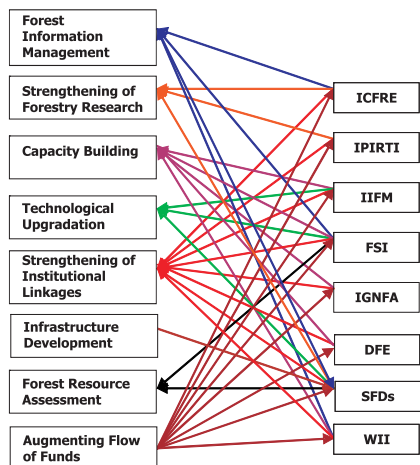 Forest
Information
Management
Strengthening of
Forestry Research
Capacity Building
Technological
Upgradation
Strengthening of
Institutional
Linkages
Infrastructure
Development
Forest Resource
Assessment
Augmenting Flow
of Funds
ICFRE
IPIRTI
IIFM
FSI
IGNFA
DFE
SFDs
WII